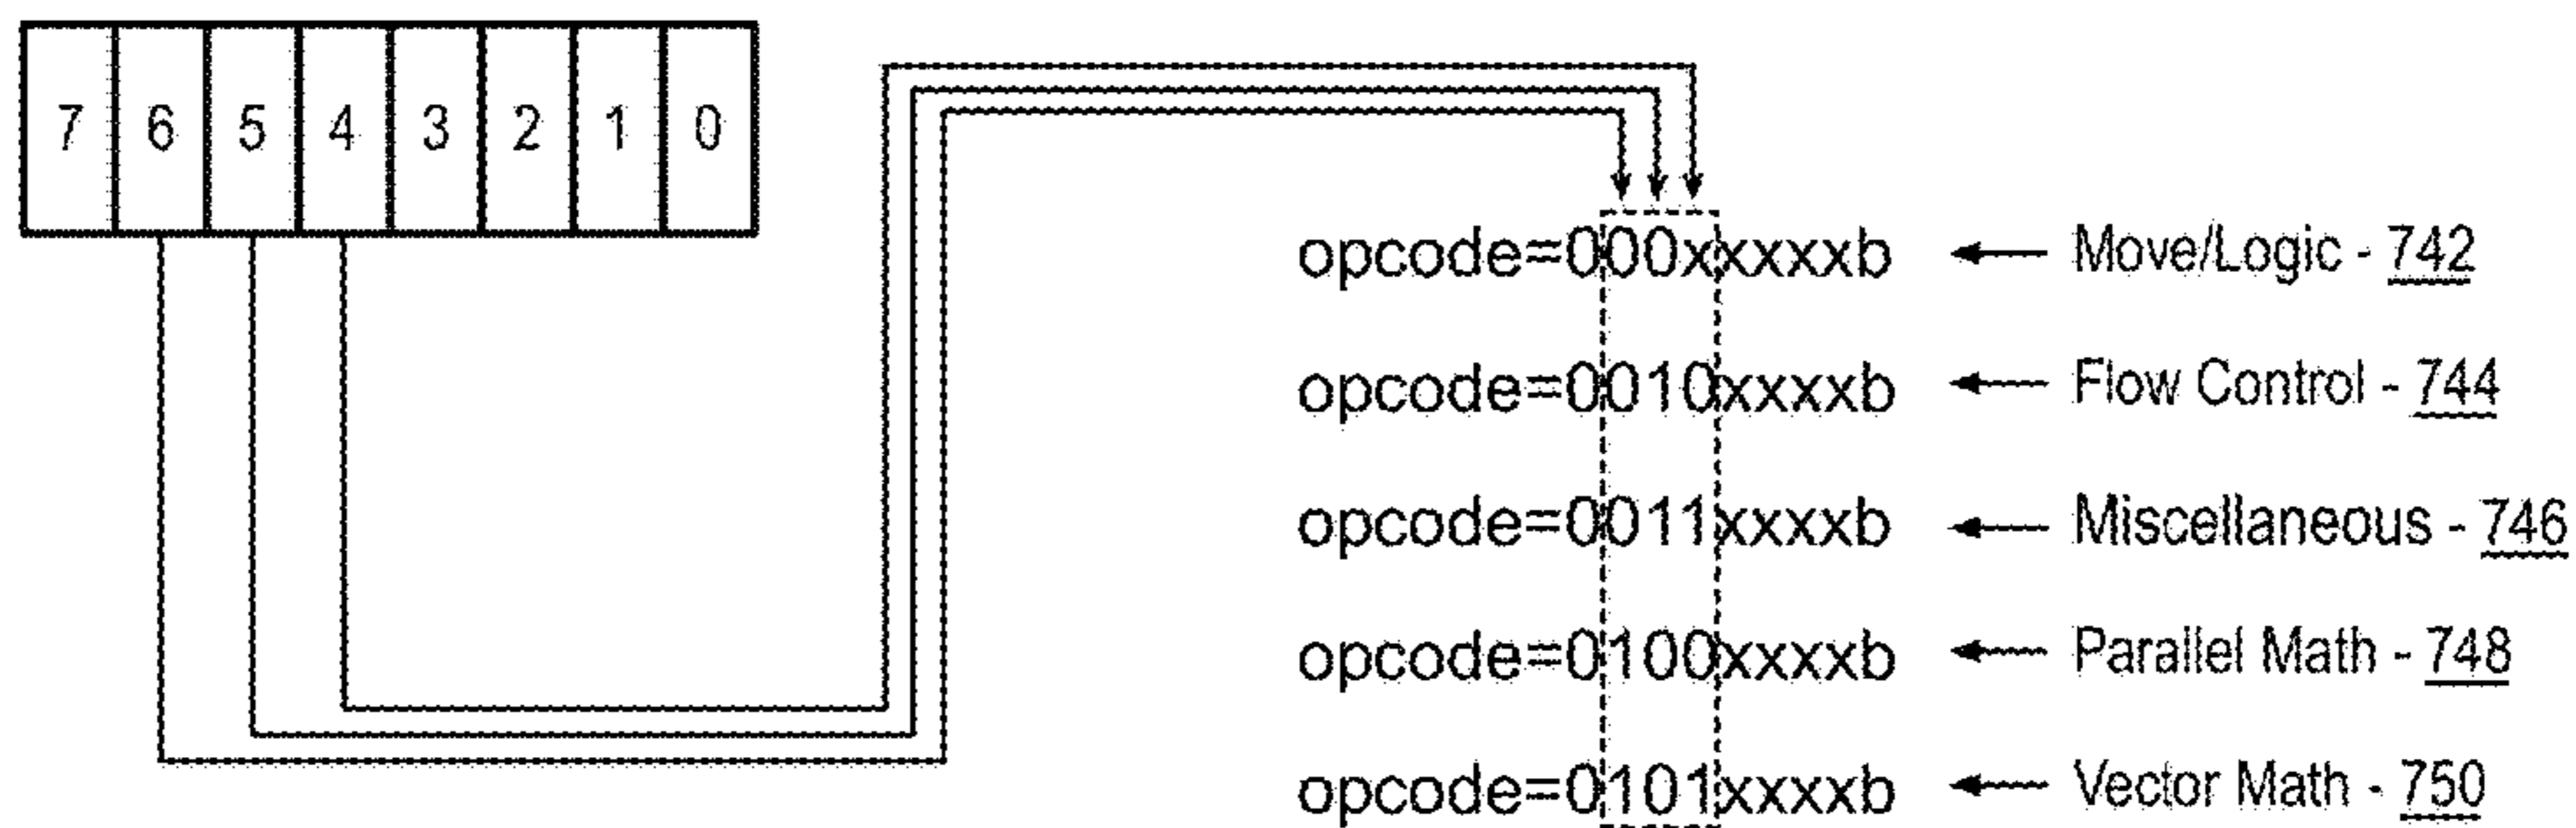 7 6 5 4 3 2 1 0
opcode=000xxxxxb Move/Logic - 742
opcode=0010xxxxb Flow Control - 744
opcode=0011xxxxb Miscellaneous - 746
opcode=0100xxxxb Parallel Math - 748
opcode=0101xxxxb Vector Math - 750